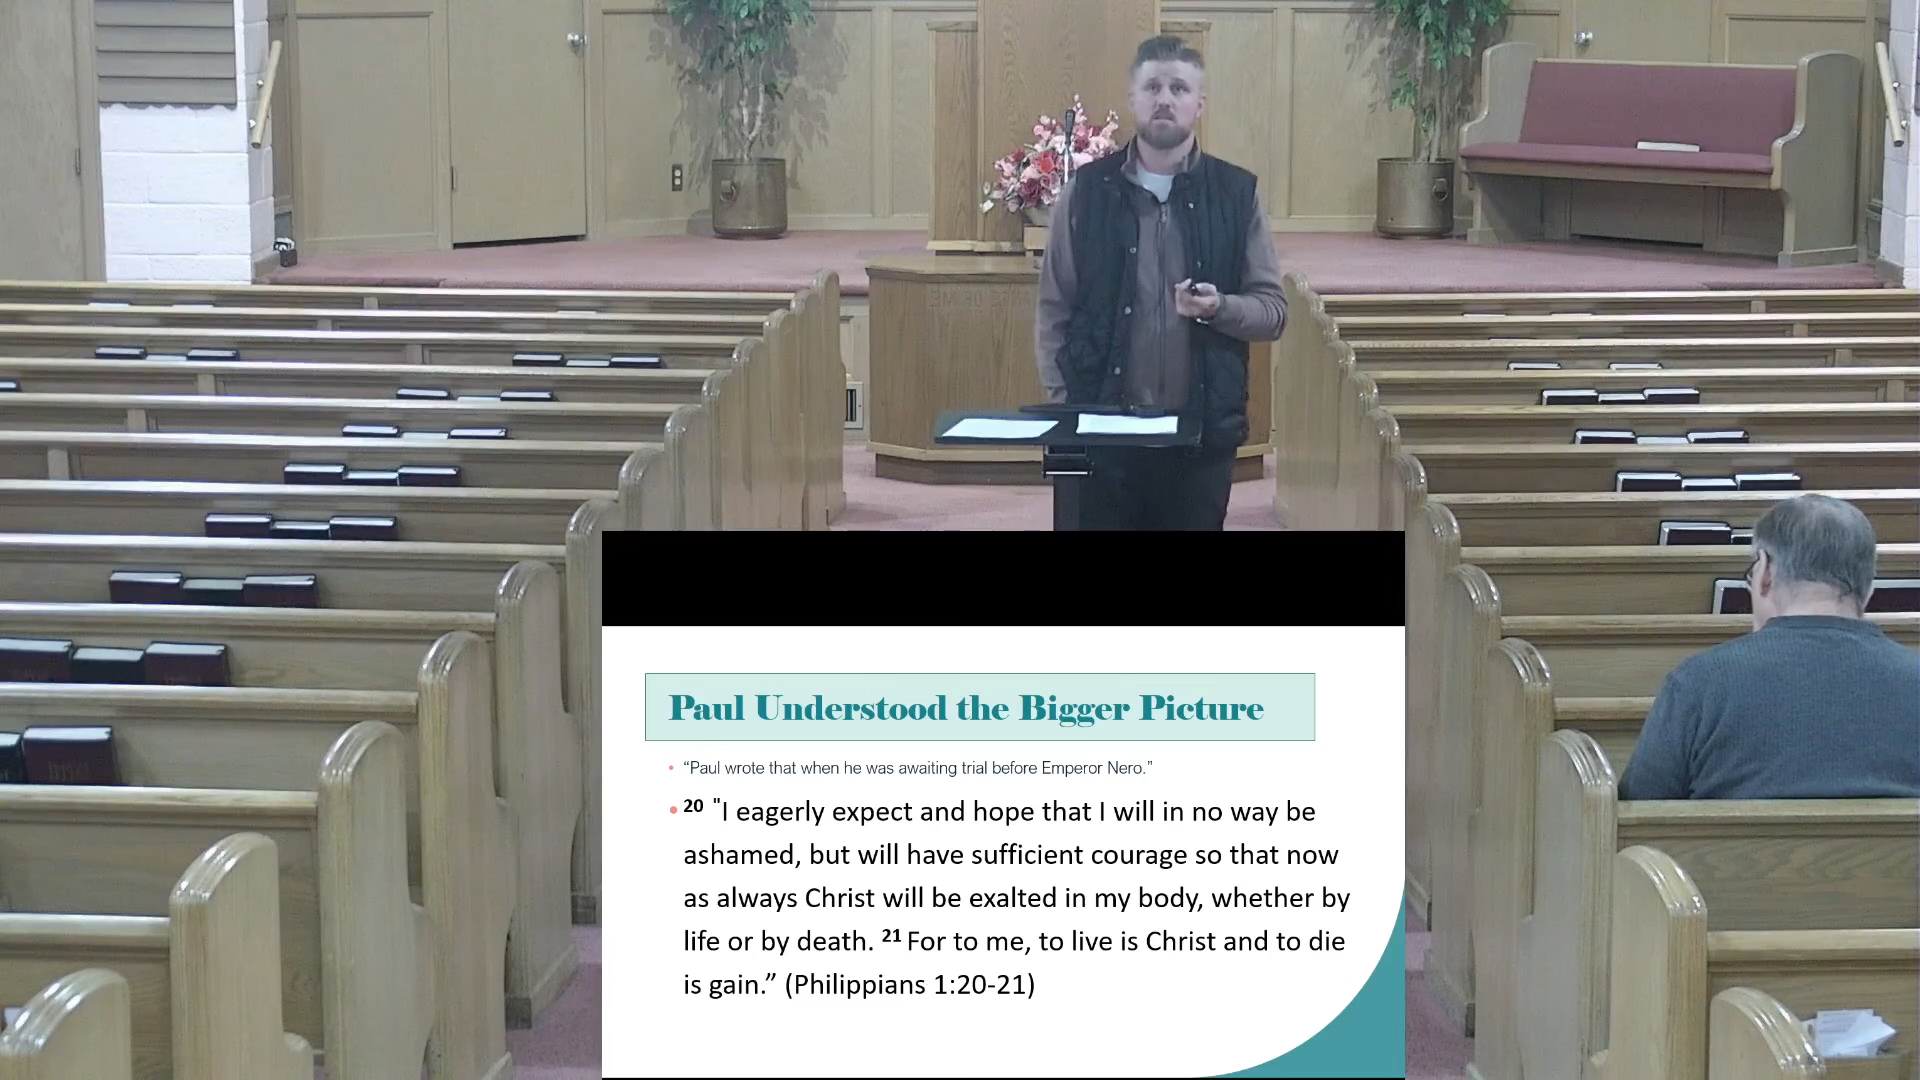 ANCE OF ME
Paul Understood the Bigger Picture
• “Paul wrote that when he was awaiting trial before Emperor Nero.”
• 20 "I eagerly expect and hope that I will in no way be
ashamed, but will have sufficient courage so that now
as always Christ will be exalted in my body, whether by
life or by death. 21 For to me, to live is Christ and to die
is gain.” (Philippians 1:20-21)